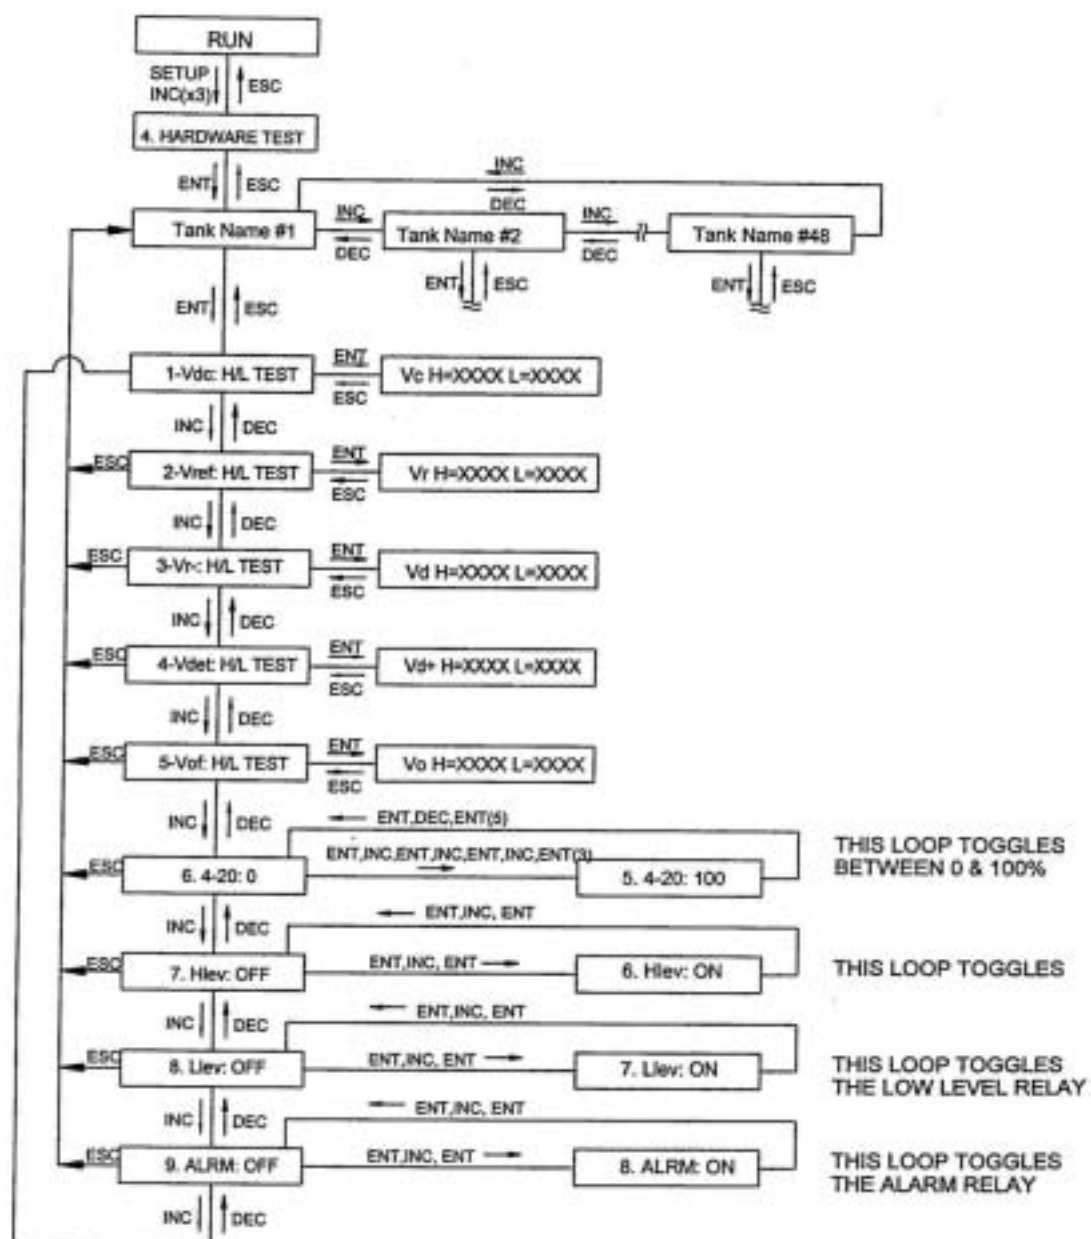 RUN
SETUP
INC(x3)
ESC
4. HARDWARE TEST
ENT
ESC
INC
DEC
Tank Name #1
INC
DEC
Tank Name #2
INC
DEC
Tank Name #48
ENT
ESC
ENT
ESC
ENT
ESC
1-Vdc: H/L TEST
ENT
ESC
Vc H=XXXX L=XXXX
INC
DEC
ESC
2-Vref: H/L TEST
ENT
ESC
Vr H=XXXX L=XXXX
INC
DEC
ESC
3-Vr-: H/L TEST
ENT
ESC
Vd H=XXXX L=XXXX
INC
DEC
ESC
4-Vdet: H/L TEST
ENT
ESC
Vd+ H=XXXX L=XXXX
INC
DEC
ESC
5-Vof: H/L TEST
ENT
ESC
Vo H=XXXX L=XXXX
INC
DEC
ENT,DEC,ENT(5)
ESC
6. 4-20: 0
ENT,INC,ENT,INC,ENT,INC,ENT(3)
5. 4-20: 100
THIS LOOP TOGGLES
BETWEEN 0 & 100%
INC
DEC
ENT,INC, ENT
ESC
7. Hlev: OFF
ENT,INC, ENT
6. Hlev: ON
THIS LOOP TOGGLES
INC
DEC
ENT,INC, ENT
ESC
8. Llev: OFF
ENT,INC, ENT
7. Llev: ON
THIS LOOP TOGGLES
THE LOW LEVEL RELAY
INC
DEC
ENT,INC, ENT
ESC
9. ALRM: OFF
ENT,INC, ENT
8. ALRM: ON
THIS LOOP TOGGLES
THE ALARM RELAY
INC
DEC